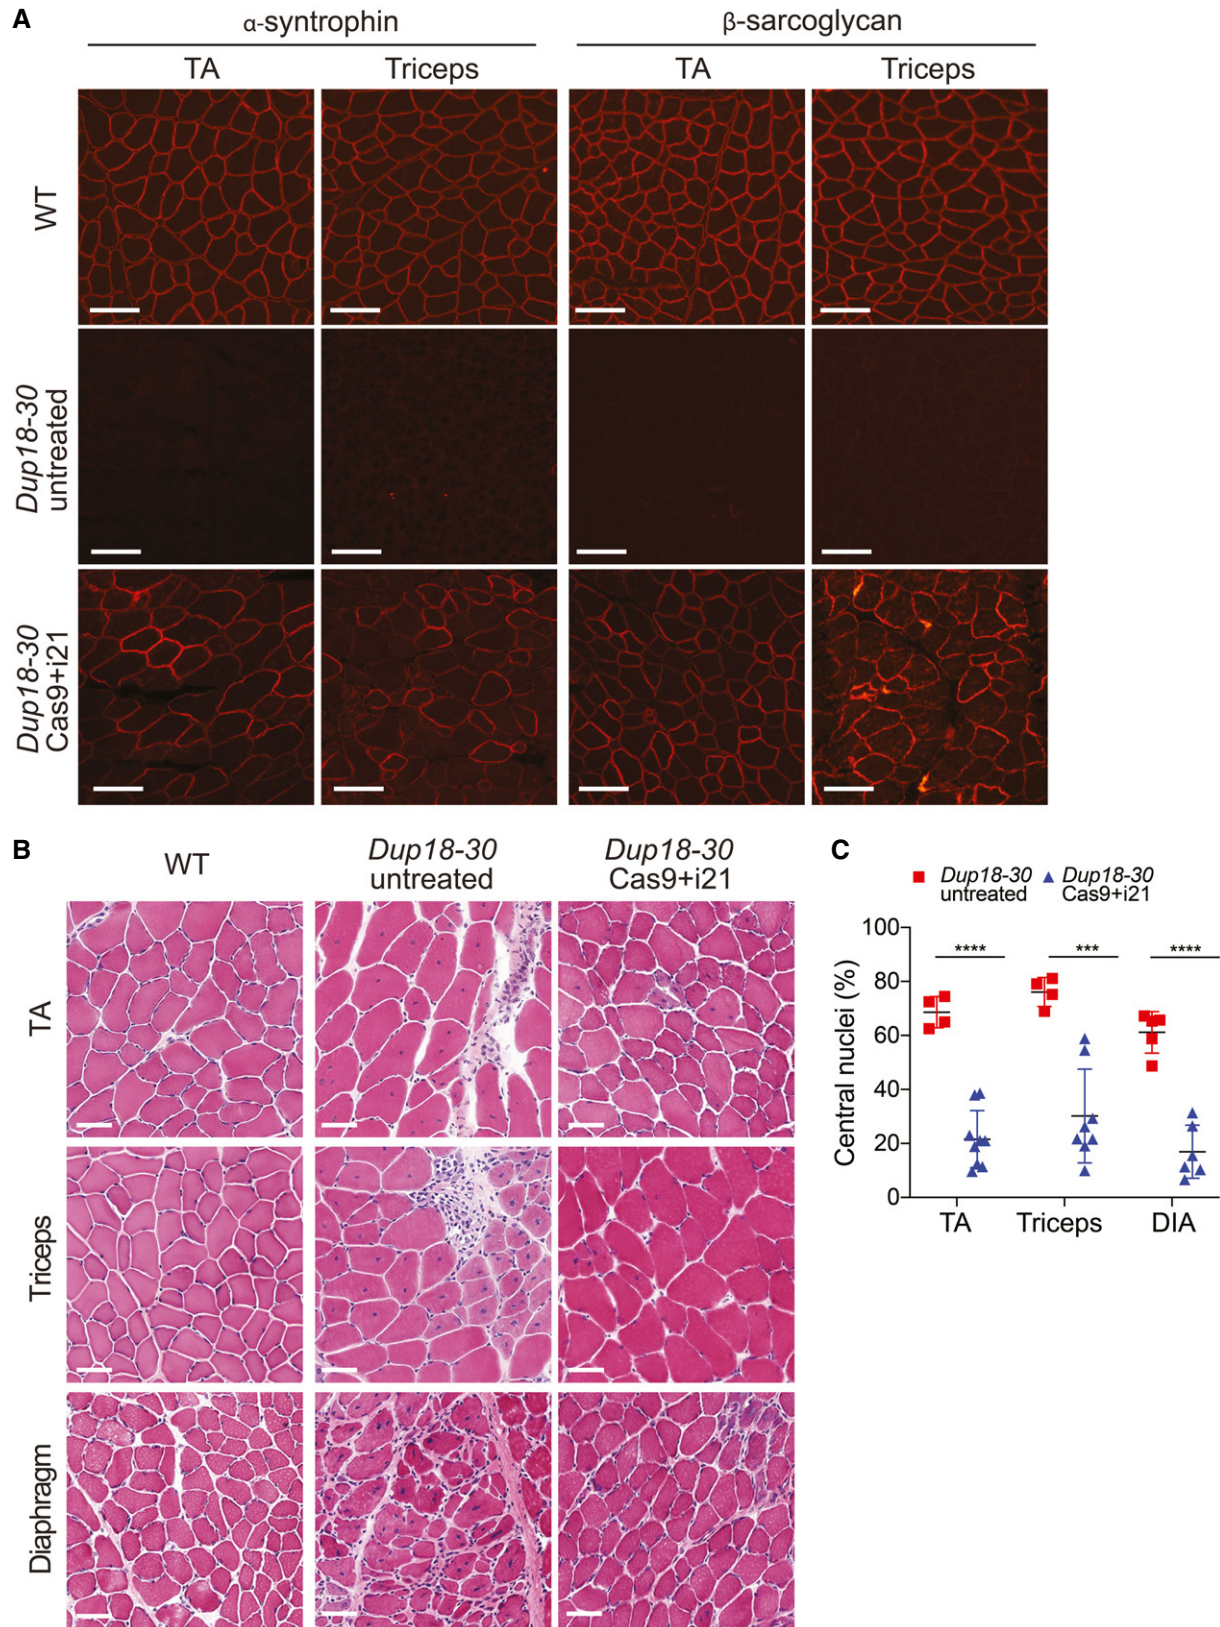 A
α-syntrophin
β-sarcoglycan
TA
Triceps
TA
Triceps
WT
Dup18-30
untreated
Dup18-30
Cas9+i21
B
WT
Dup18-30
untreated
Dup18-30
Cas9+i21
TA
Triceps
Diaphragm
C
Dup18-30
untreated
Dup18-30
Cas9+i21
Central nuclei (%)
100
80
60
40
20
0
****
***
****
TA
Triceps
DIA